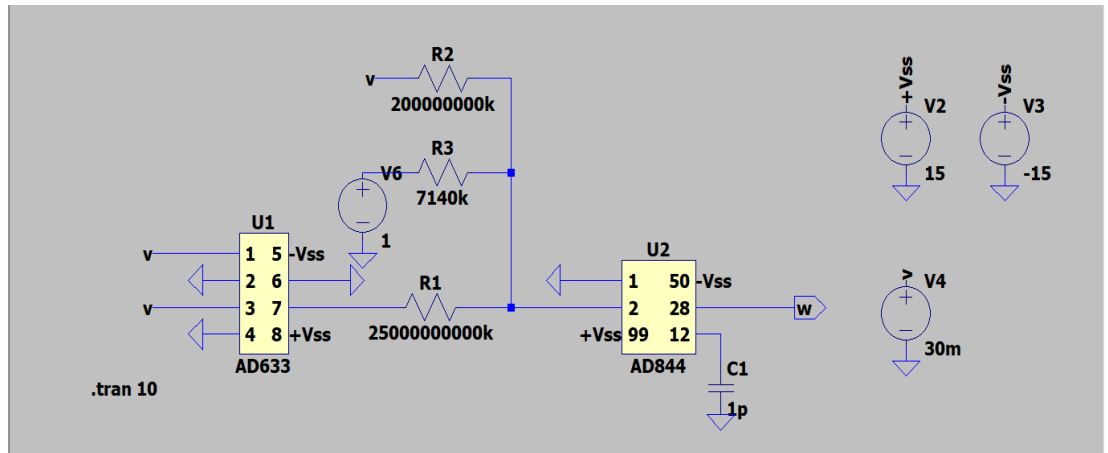 R2
v
200000000k
R3
V6
7140k
1
+Vss
V2
15
-Vss
V3
-15
U1
v 1 5 -Vss
2 6
v 3 7
4 8 +Vss
AD633
R1
25000000000k
U2
1 50 -Vss
2 28
+Vss 99 12
AD844
w
C1
1p
v
V4
30m
.tran 10